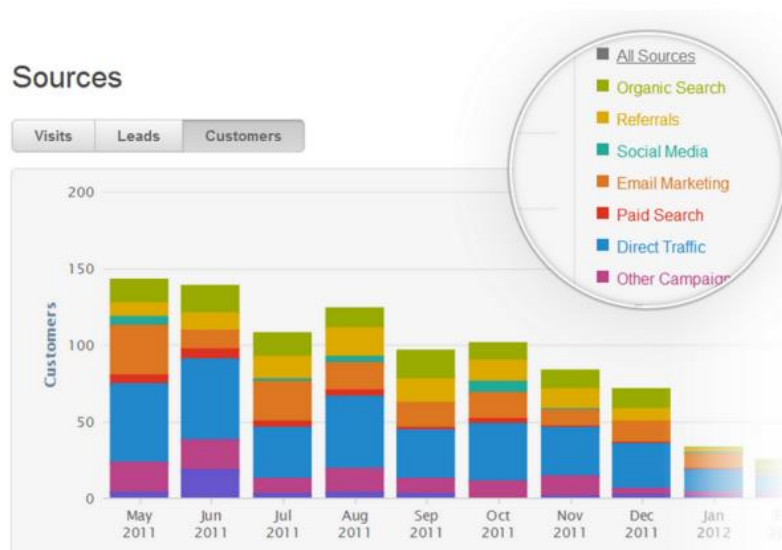 Sources
Visits
Leads
Customers
All Sources
Organic Search
Referrals
Social Media
Email Marketing
Paid Search
Direct Traffic
Other Campaign
Customers
200
150
100
50
0
May
2011
Jun
2011
Jul
2011
Aug
2011
Sep
2011
Oct
2011
Nov
2011
Dec
2011
Jan
2012